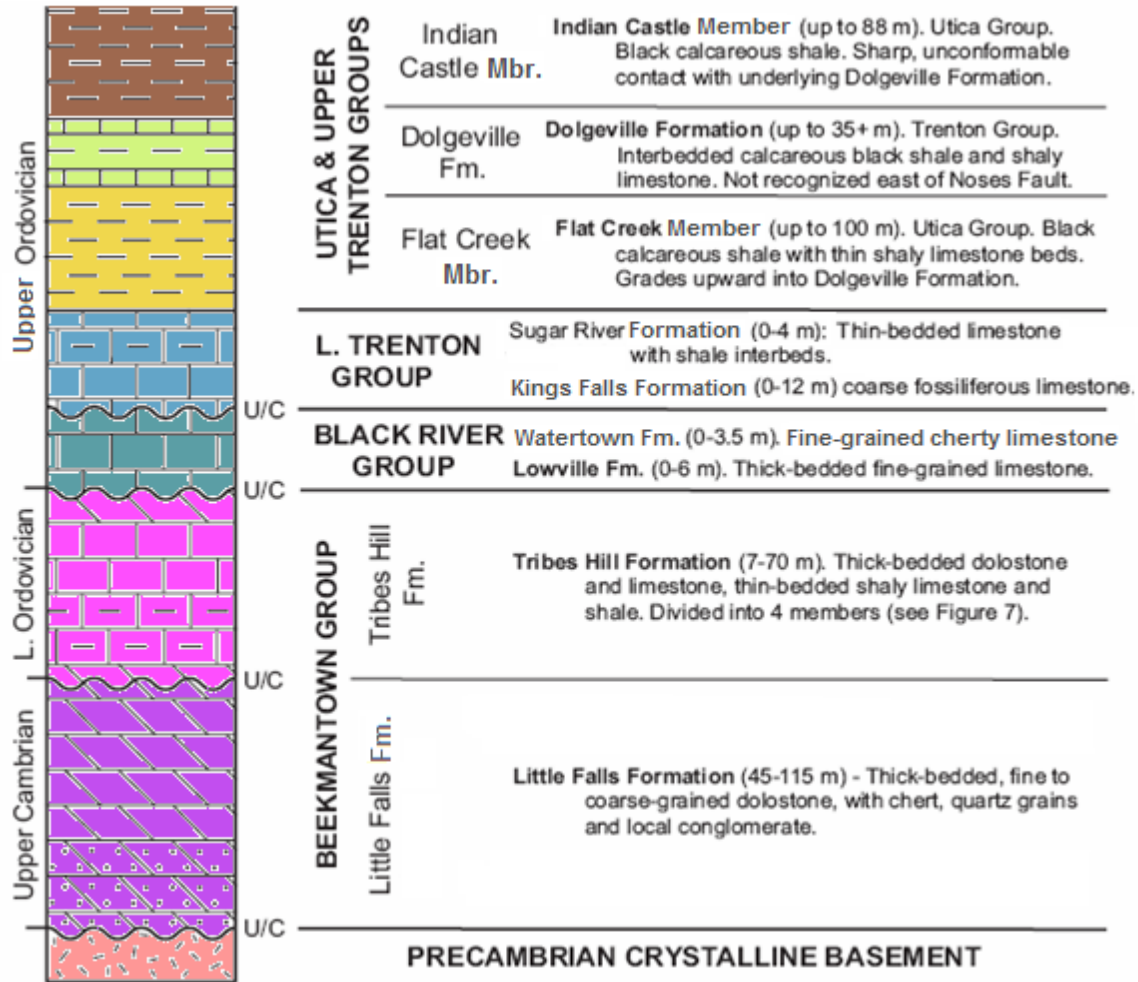 Upper Ordovician
L. Ordovician
Upper Cambrian
U/C
U/C
U/C
U/C
UTICA & UPPER
TRENTON GROUPS
Indian
Castle Mbr.
Indian Castle Member (up to 88 m). Utica Group.
Black calcareous shale. Sharp, unconformable
contact with underlying Dolgeville Formation.
Dolgeville
Fm.
Dolgeville Formation (up to 35+ m). Trenton Group.
Interbedded calcareous black shale and shaly
limestone. Not recognized east of Noses Fault.
Flat Creek
Mbr.
Flat Creek Member (up to 100 m). Utica Group. Black
calcareous shale with thin shaly limestone beds.
Grades upward into Dolgeville Formation.
L. TRENTON
GROUP
Sugar River Formation (0-4 m): Thin-bedded limestone
with shale interbeds.
Kings Falls Formation (0-12 m) coarse fossiliferous limestone.
BLACK RIVER
GROUP
Watertown Fm. (0-3.5 m). Fine-grained cherty limestone
Lowville Fm. (0-6 m). Thick-bedded fine-grained limestone.
BEEKMANTOWN GROUP
Tribes Hill
Fm.
Tribes Hill Formation (7-70 m). Thick-bedded dolostone
and limestone, thin-bedded shaly limestone and
shale. Divided into 4 members (see Figure 7).
Little Falls Fm.
Little Falls Formation (45-115 m) - Thick-bedded, fine to
coarse-grained dolostone, with chert, quartz grains
and local conglomerate.
PRECAMBRIAN CRYSTALLINE BASEMENT